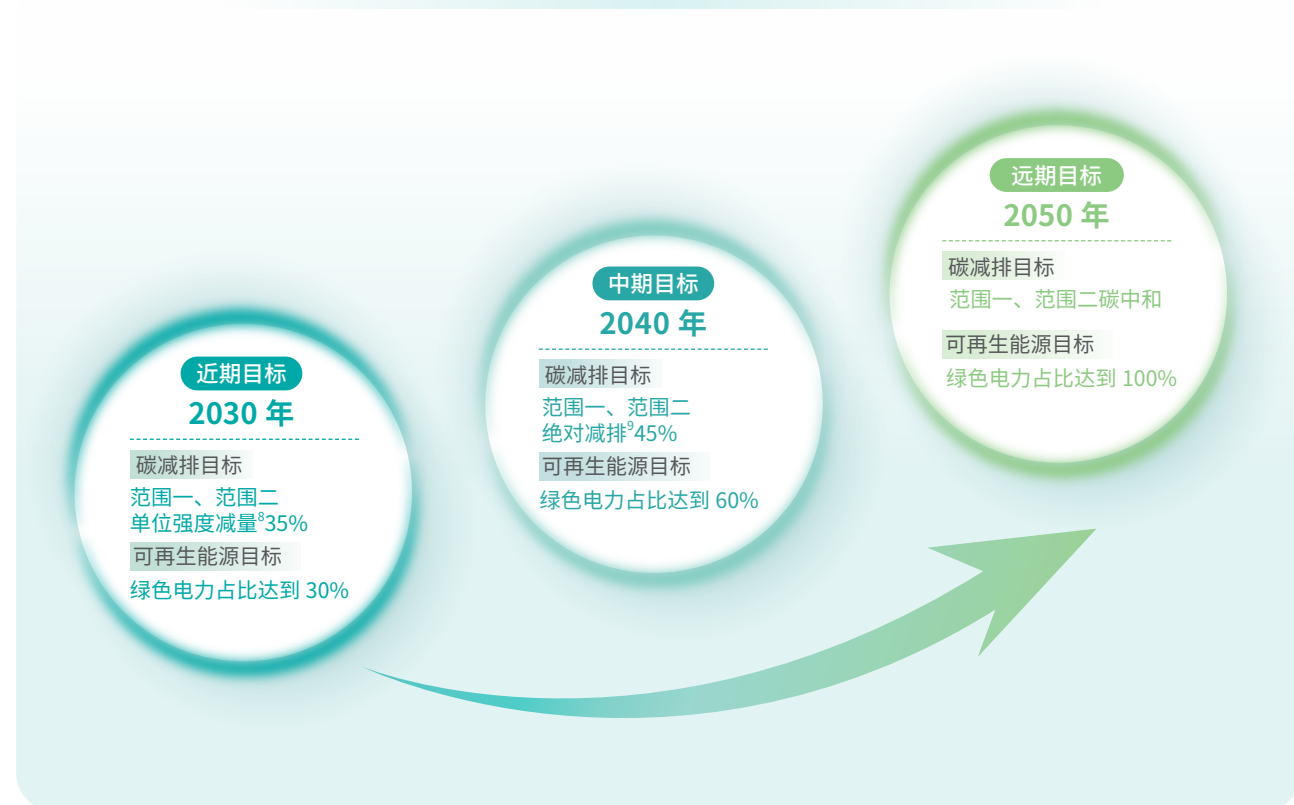 近期目标
2030 年
碳减排目标
范围一、范围二
单位强度减量⁸35%
可再生能源目标
绿色电力占比达到 30%
中期目标
2040 年
碳减排目标
范围一、范围二
绝对减排⁹45%
可再生能源目标
绿色电力占比达到 60%
远期目标
2050 年
碳减排目标
范围一、范围二碳中和
可再生能源目标
绿色电力占比达到 100%